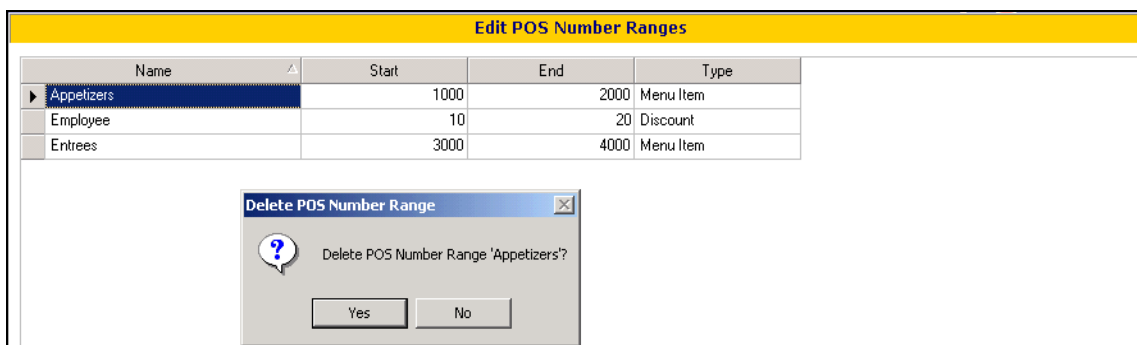 Edit POS Number Ranges
Name Start End Type
Appetizers 1000 2000 Menu Item
Employee 10 20 Discount
Entrees 3000 4000 Menu Item
Delete POS Number Range
Delete POS Number Range 'Appetizers'?
Yes No